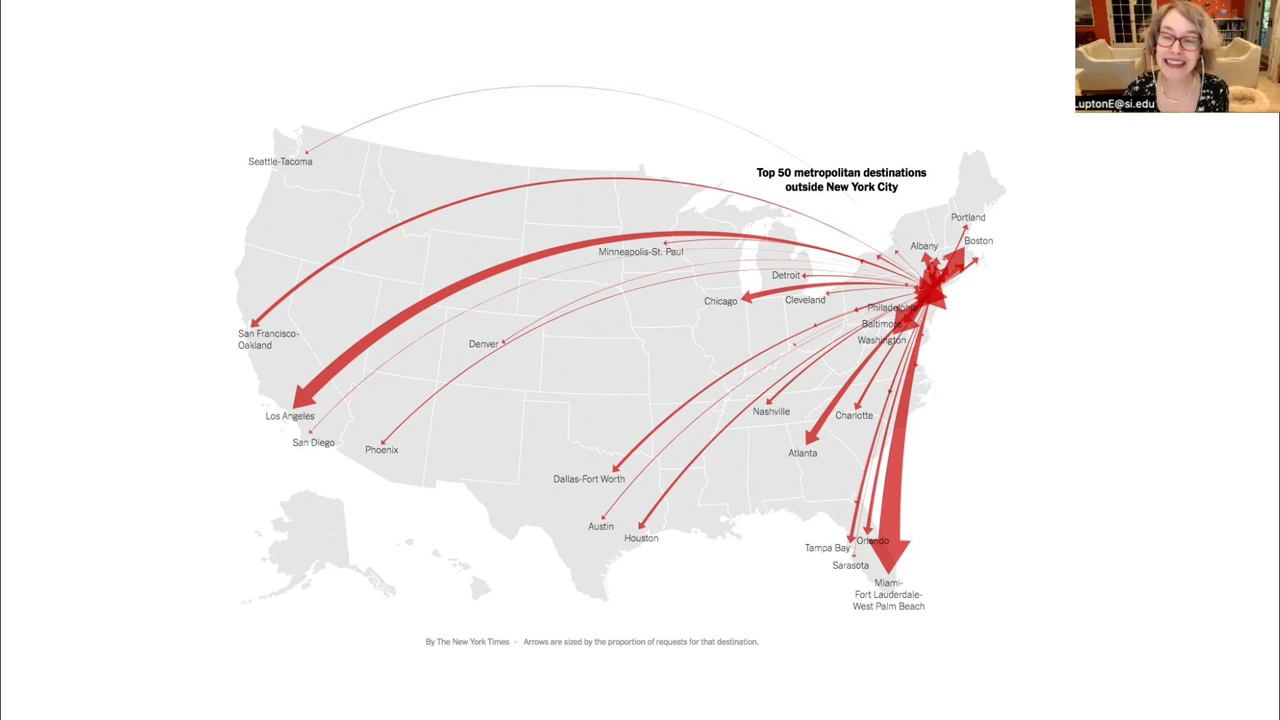 LuptonE@si.edu
Top 50 metropolitan destinations
outside New York City
Seattle-Tacoma
Portland
Boston
Albany
Minneapolis-St. Paul
Detroit
Chicago
Cleveland
Philadelphia
Baltimore
Washington
San Francisco-
Oakland
Denver
Los Angeles
San Diego
Phoenix
Nashville
Charlotte
Atlanta
Dallas-Fort Worth
Austin
Houston
Tampa Bay
Orlando
Sarasota
Miami-
Fort Lauderdale-
West Palm Beach
By The New York Times - Arrows are sized by the proportion of requests for that destination.